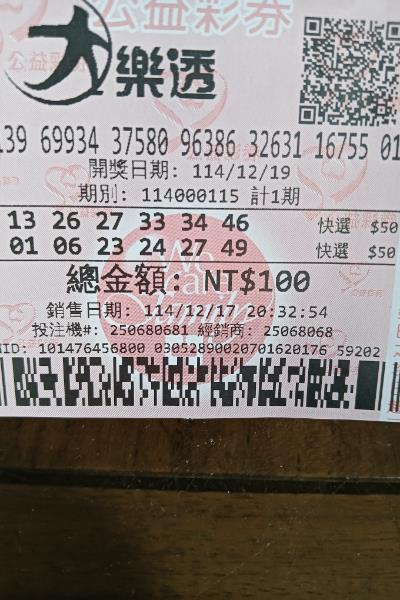 公益彩券
大樂透
39 69934 37580 96386 32631 16755 01
開獎日期: 114/12/19
期別: 114000115 計1期
13 26 27 33 34 46 快選 $50
01 06 23 24 27 49 快選 $50
總金額: NT$100
銷售日期: 114/12/17 20:32:54
投注機#: 250680681 經銷商: 25068068
MID: 101476456800 03052890020701620176 59202